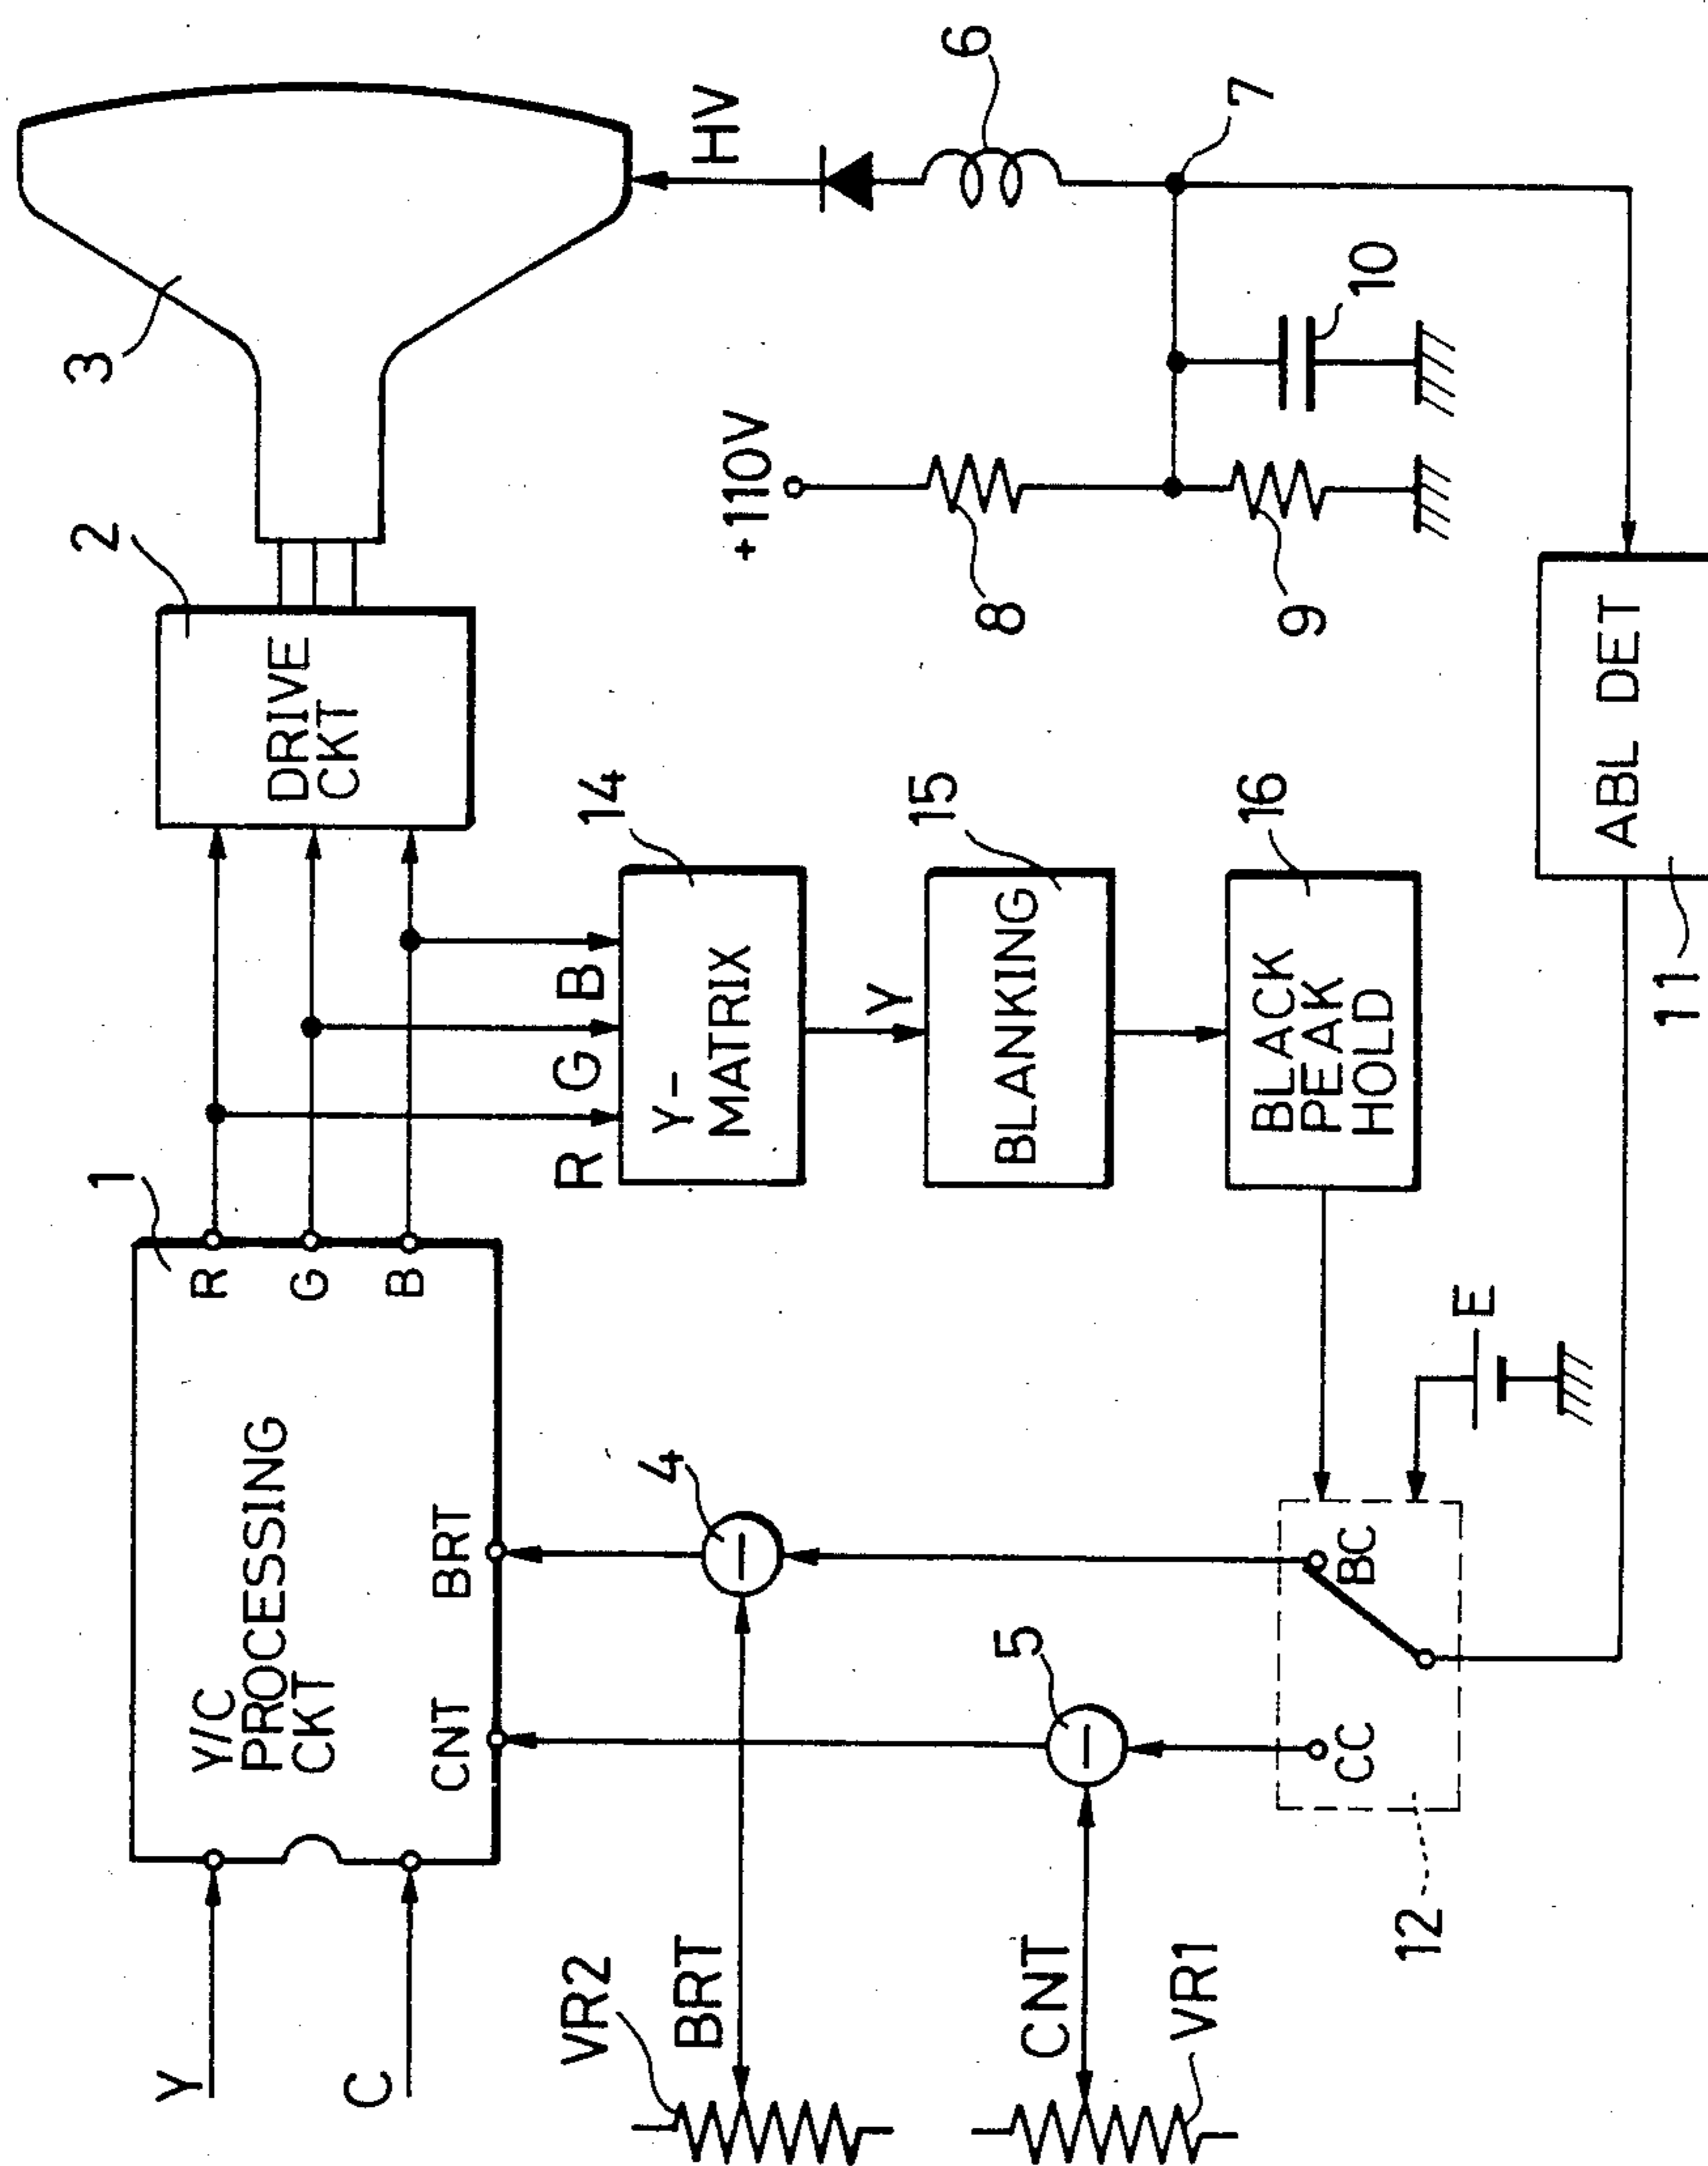 1
2
3
Y
C
Y/C
PROCESSING
CKT
R
G
B
CNT
BRT
DRIVE
CKT
HV
6
7
VR2
BRT
4
R
G
B
14
Y-
MATRIX
Y
15
BLANKING
16
BLACK
PEAK
HOLD
+110V
8
9
10
CNT
VR1
5
CC
BC
12
E
11
ABL DET